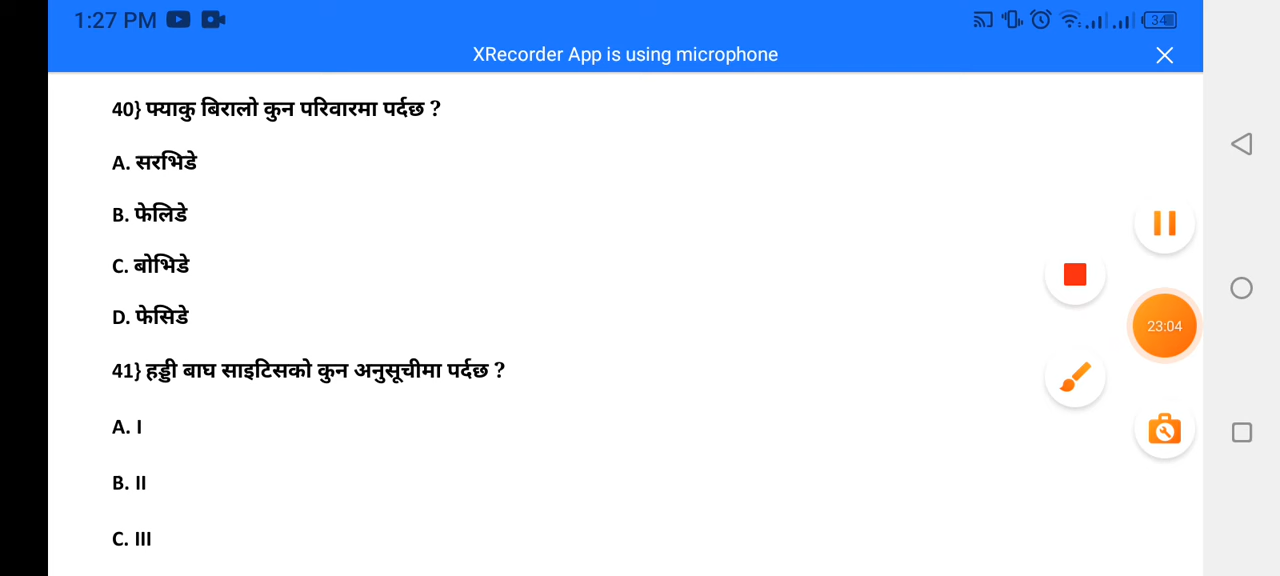 1:27 PM
34
XRecorder App is using microphone
40} फ्याकु बिरालो कुन परिवारमा पर्दछ ?
A. सरभिडे
B. फेलिडे
C. बोभिडे
D. फेसिडे
23:04
41} हड्डी बाघ साइटिसको कुन अनुसूचीमा पर्दछ ?
A. I
B. II
C. III